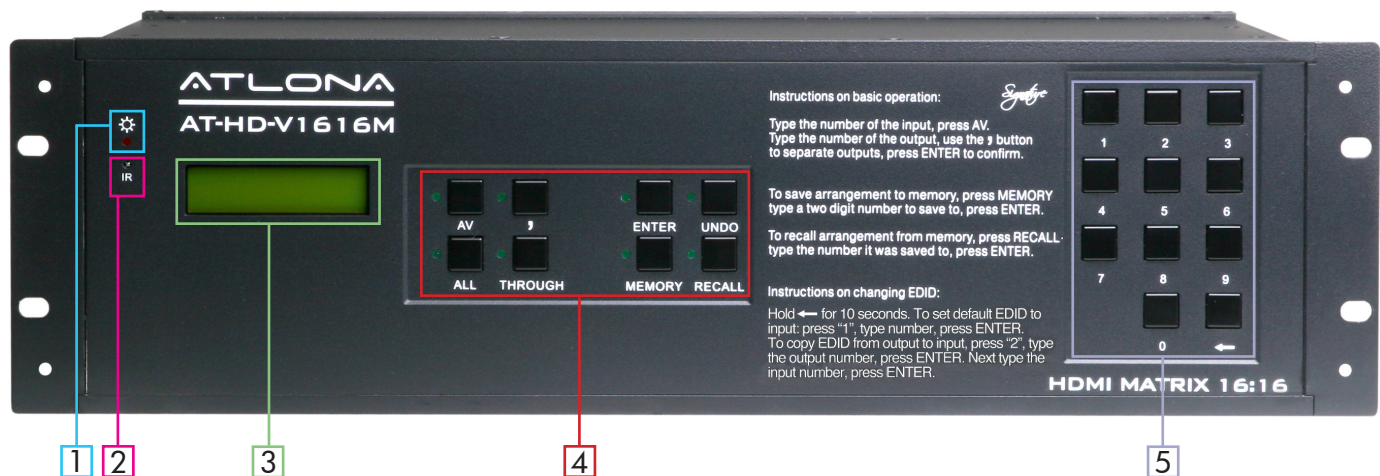 ATLONA
AT-HD-V1616M
IR
AV
,
ENTER
UNDO
ALL
THROUGH
MEMORY
RECALL
Signature
Instructions on basic operation:
Type the number of the input, press AV.
Type the number of the output, use the , button
to separate outputs, press ENTER to confirm.
To save arrangement to memory, press MEMORY
type a two digit number to save to, press ENTER.
To recall arrangement from memory, press RECALL
type the number it was saved to, press ENTER.
Instructions on changing EDID:
Hold ← for 10 seconds. To set default EDID to
input: press “1”, type number, press ENTER.
To copy EDID from output to input, press “2”, type
the output number, press ENTER. Next type the
input number, press ENTER.
1 2 3
4 5 6
7 8 9
0 ←
HDMI MATRIX 16:16
1 2 3 4 5